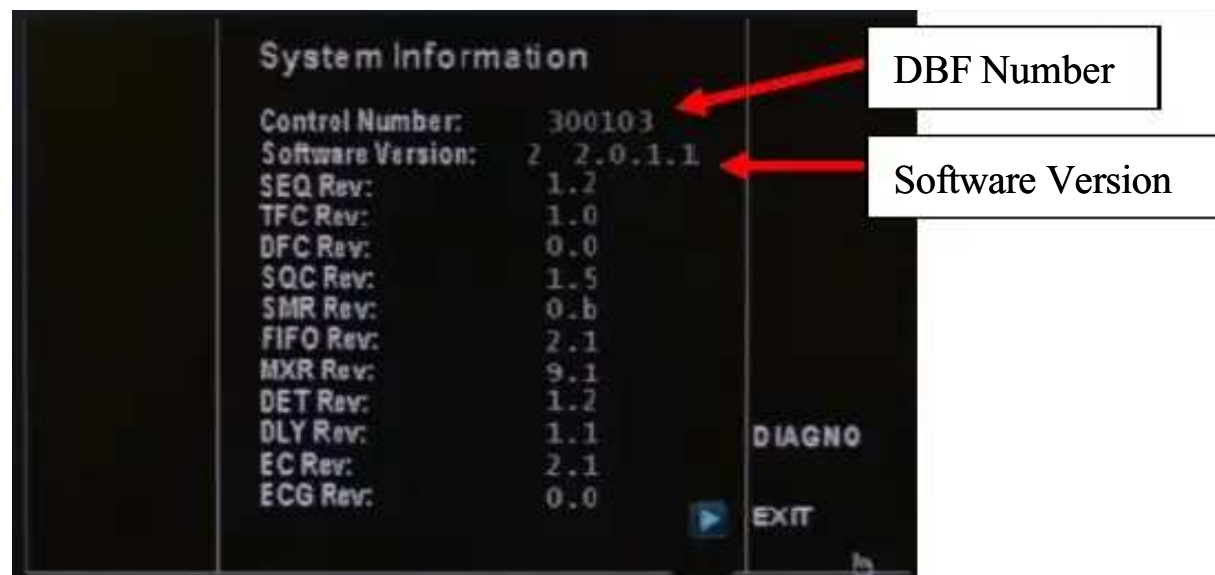 System Information
DBF Number
Control Number: 300103
Software Version: 2 2.0.1.1
Software Version
SEQ Rev: 1.2
TFC Rev: 1.0
DFC Rev: 0.0
SQC Rev: 1.5
SMR Rev: 0.b
FIFO Rev: 2.1
MXR Rev: 9.1
DET Rev: 1.2
DLY Rev: 1.1
DIAGNO
EC Rev: 2.1
ECG Rev: 0.0
EXIT